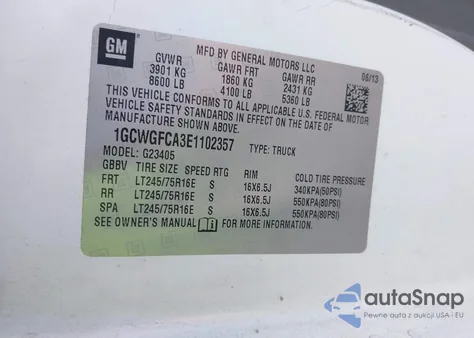 GM
MFD BY GENERAL MOTORS LLC
06/13
GVWR GAWR FRT GAWR RR
3901 KG 1860 KG 2431 KG
8600 LB 4100 LB 5360 LB
THIS VEHICLE CONFORMS TO ALL APPLICABLE U.S. FEDERAL MOTOR
VEHICLE SAFETY STANDARDS IN EFFECT ON THE DATE OF
MANUFACTURE SHOWN ABOVE.
1GCWGFCA3E1102357 TYPE: TRUCK
MODEL: G23405
GBBV TIRE SIZE SPEED RTG RIM COLD TIRE PRESSURE
FRT LT245/75R16E S 16X6.5J 340KPA(50PSI)
RR LT245/75R16E S 16X6.5J 550KPA(80PSI)
SPA LT245/75R16E S 16X6.5J 550KPA(80PSI)
SEE OWNER'S MANUAL FOR MORE INFORMATION.
autoSnap
Pewne auta z aukcji USA i EU